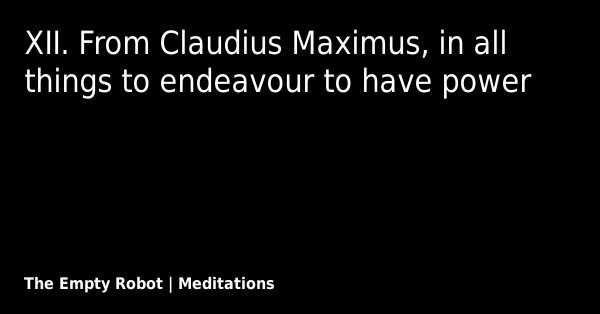 XII. From Claudius Maximus, in all
things to endeavour to have power
The Empty Robot | Meditations